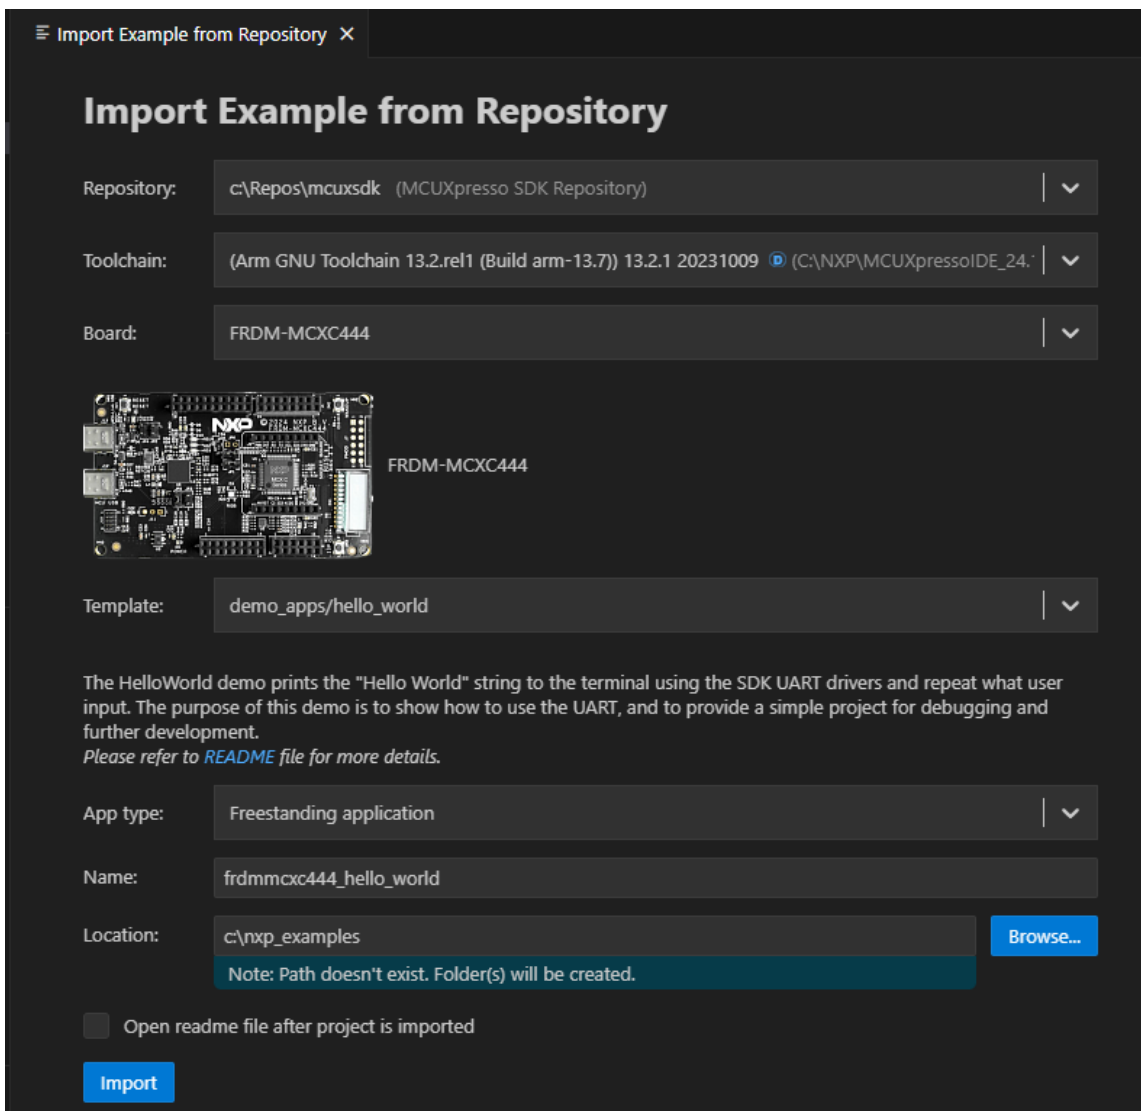 Import Example from Repository
Import Example from Repository
Repository: c:\Repos\mcuxsdk (MCUXpresso SDK Repository)
Toolchain: (Arm GNU Toolchain 13.2.rel1 (Build arm-13.7)) 13.2.1 20231009 D (C:\NXP\MCUXpressoIDE_24.
Board: FRDM-MCXC444
NXP
©2024 NXP B.V.
FRDM-MCXC444
FRDM-MCXC444
Template: demo_apps/hello_world
The HelloWorld demo prints the "Hello World" string to the terminal using the SDK UART drivers and repeat what user
input. The purpose of this demo is to show how to use the UART, and to provide a simple project for debugging and
further development.
Please refer to README file for more details.
App type: Freestanding application
Name: frdmmcxc444_hello_world
Location: c:\nxp_examples Browse...
Note: Path doesn't exist. Folder(s) will be created.
Open readme file after project is imported
Import